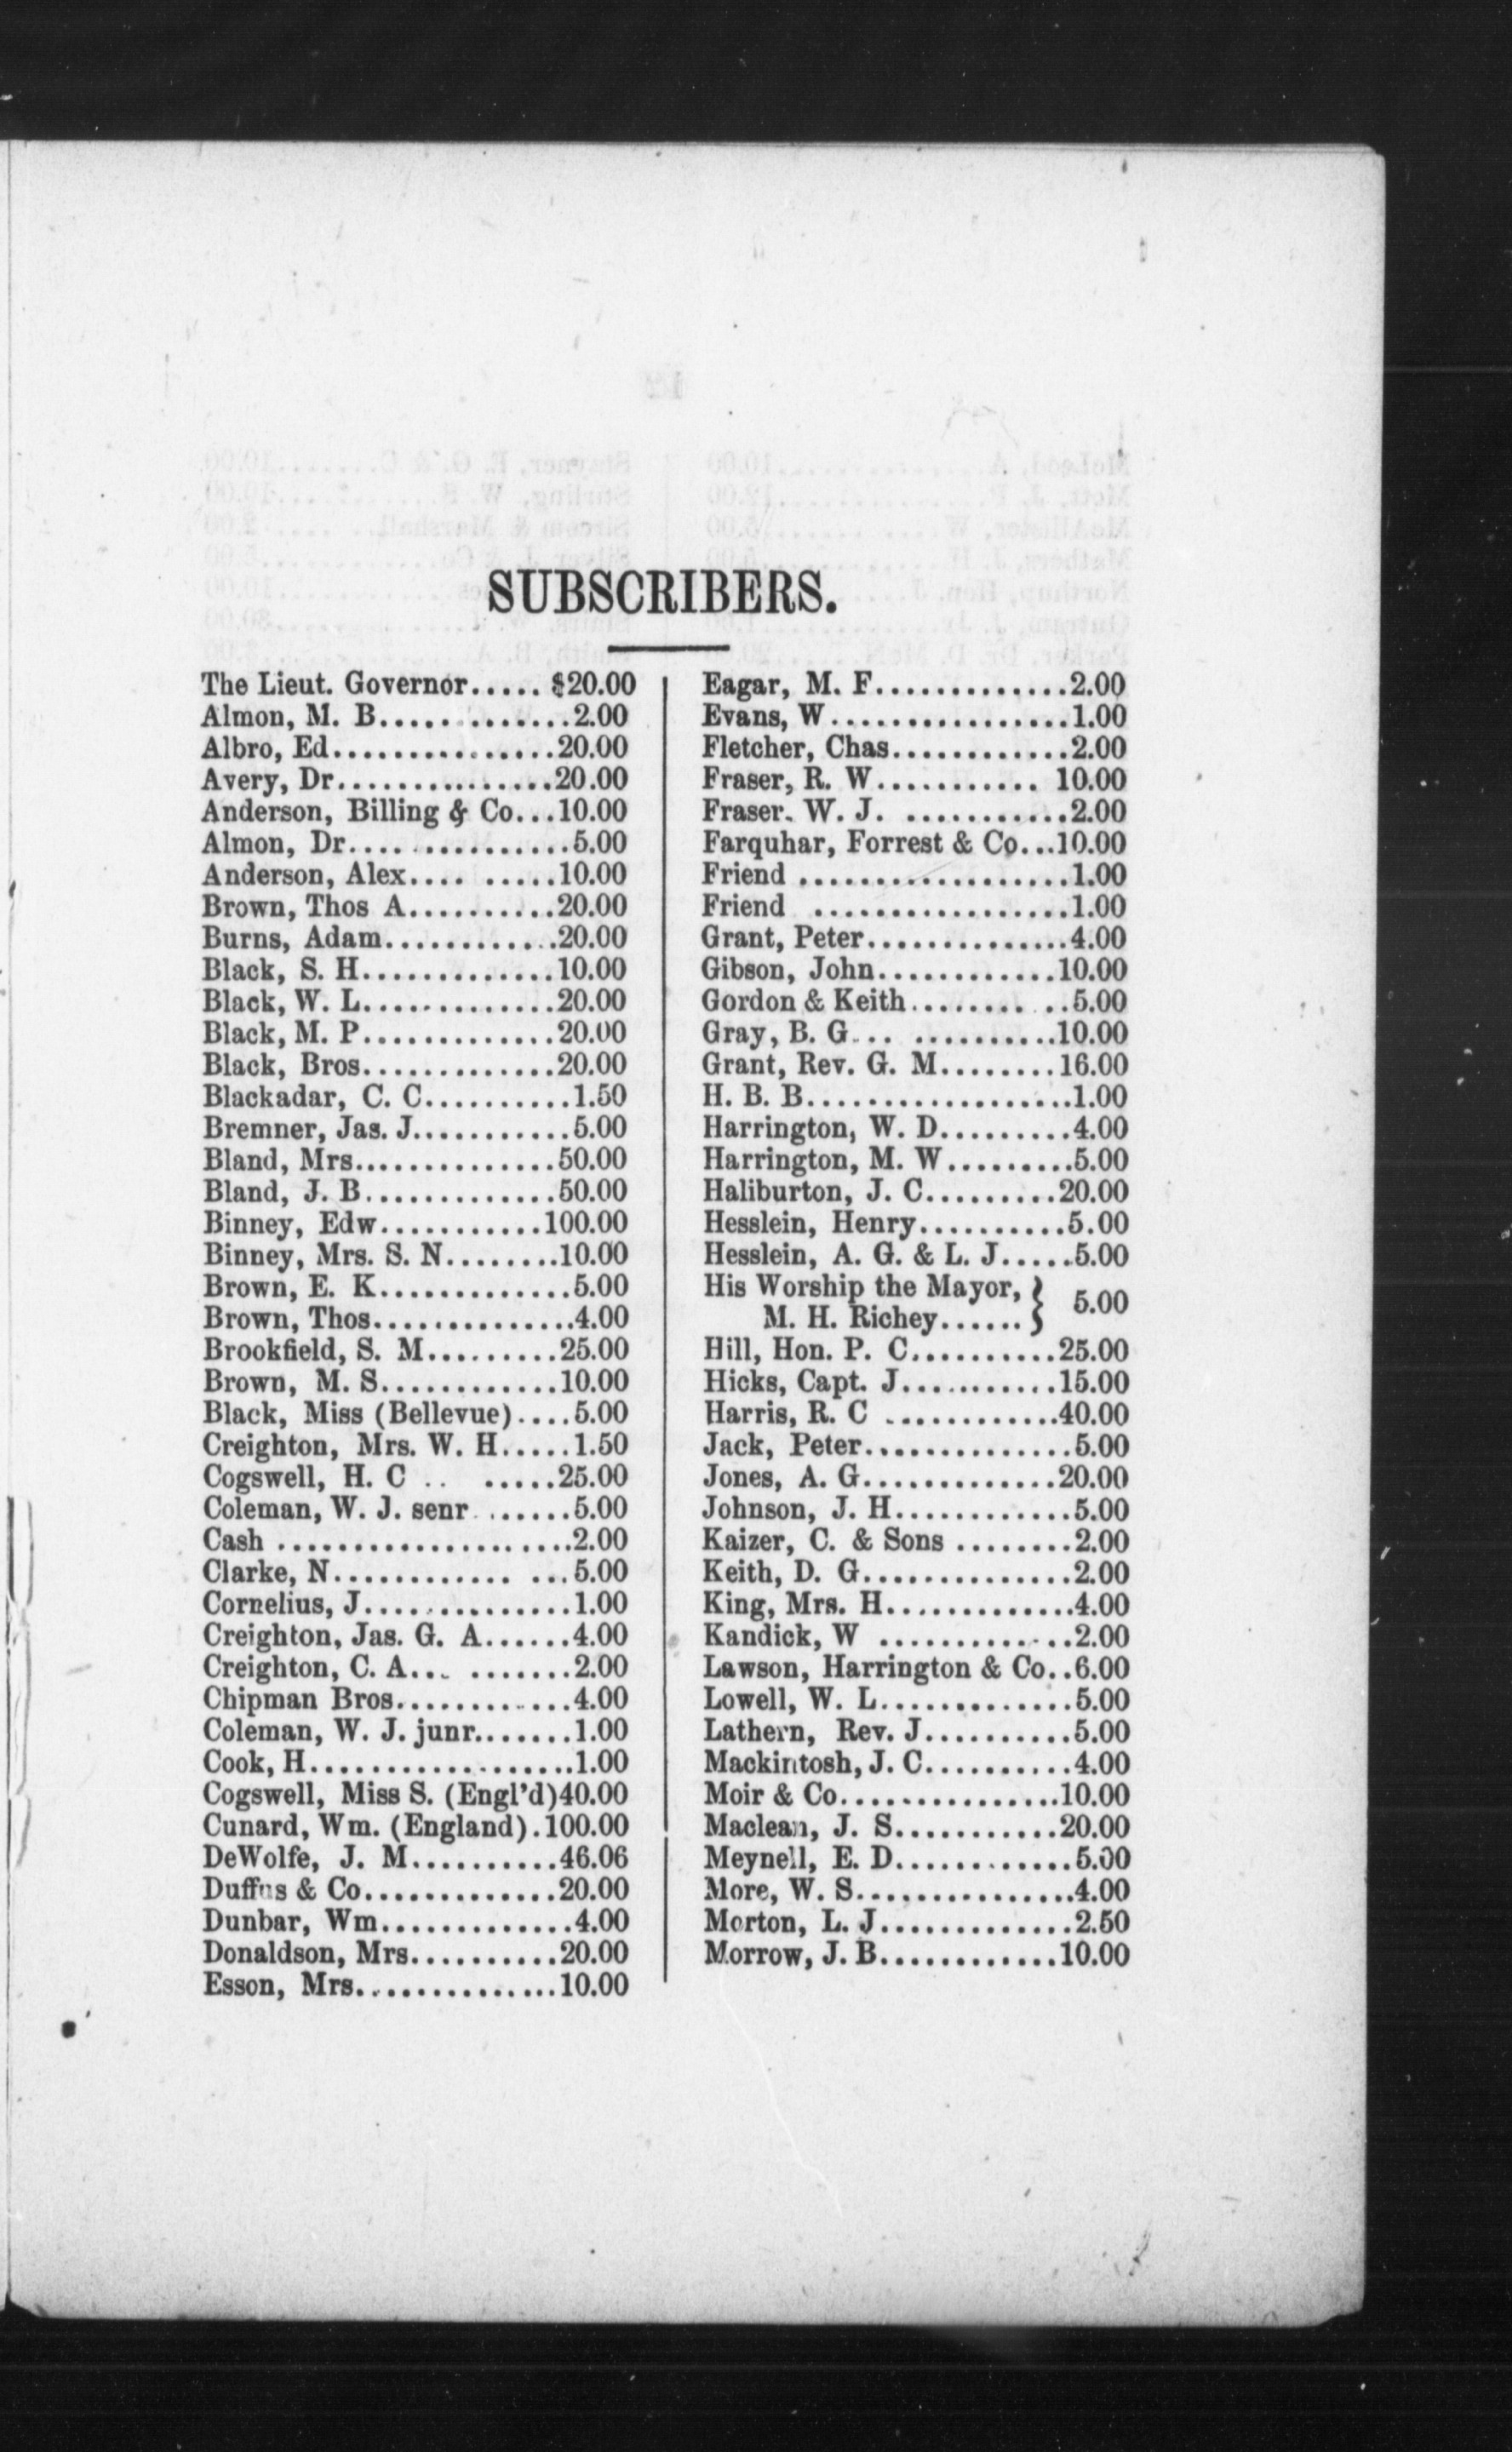 SUBSCRIBERS.
The Lieut. Governor..... $20.00
Almon, M. B.............2.00
Albro, Ed...............20.00
Avery, Dr...............20.00
Anderson, Billing & Co...10.00
Almon, Dr...............5.00
Anderson, Alex.... .....10.00
Brown, Thos A..........20.00
Burns, Adam............20.00
Black, S. H.............10.00
Black, W. L.............20.00
Black, M. P.............20.00
Black, Bros.............20.00
Blackadar, C. C..........1.50
Bremner, Jas. J...........5.00
Bland, Mrs..............50.00
Bland, J. B.............50.00
Binney, Edw...........100.00
Binney, Mrs. S. N........10.00
Brown, E. K.............5.00
Brown, Thos..............4.00
Brookfield, S. M.........25.00
Brown, M. S............10.00
Black, Miss (Bellevue)....5.00
Creighton, Mrs. W. H.....1.50
Cogswell, H. C .. .....25.00
Coleman, W. J. senr.......5.00
Cash ...................2.00
Clarke, N............ ...5.00
Cornelius, J..............1.00
Creighton, Jas. G. A......4.00
Creighton, C. A... .......2.00
Chipman Bros............4.00
Coleman, W. J. junr.......1.00
Cook, H..................1.00
Cogswell, Miss S. (Engl'd)40.00
Cunard, Wm. (England).100.00
DeWolfe, J. M..........46.06
Duffus & Co.............20.00
Dunbar, Wm.............4.00
Donaldson, Mrs..........20.00
Esson, Mrs..............10.00
Eagar, M. F.............2.00
Evans, W................1.00
Fletcher, Chas............2.00
Fraser, R. W........... 10.00
Fraser. W. J. ...........2.00
Farquhar, Forrest & Co...10.00
Friend ..................1.00
Friend .................1.00
Grant, Peter..............4.00
Gibson, John............10.00
Gordon & Keith........ ..5.00
Gray, B. G... ..........10.00
Grant, Rev. G. M........16.00
H. B. B..................1.00
Harrington, W. D.........4.00
Harrington, M. W.........5.00
Haliburton, J. C.........20.00
Hesslein, Henry..........5.00
Hesslein, A. G. & L. J.....5.00
His Worship the Mayor, }
M. H. Richey...... } 5.00
Hill, Hon. P. C..........25.00
Hicks, Capt. J...........15.00
Harris, R. C ............40.00
Jack, Peter..............5.00
Jones, A. G.............20.00
Johnson, J. H............5.00
Kaizer, C. & Sons ........2.00
Keith, D. G..............2.00
King, Mrs. H.............4.00
Kandick, W .............2.00
Lawson, Harrington & Co..6.00
Lowell, W. L.............5.00
Lathern, Rev. J..........5.00
Mackintosh, J. C..........4.00
Moir & Co...............10.00
Maclean, J. S...........20.00
Meynell, E. D............5.00
More, W. S...............4.00
Morton, L. J.............2.50
Morrow, J. B............10.00